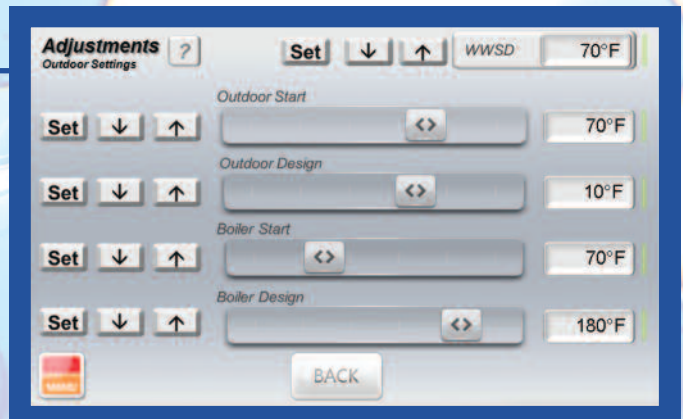 Adjustments ? Set ↓ ↑ WWSD 70°F
Outdoor Settings
Outdoor Start
Set ↓ ↑ <> 70°F
Outdoor Design
Set ↓ ↑ <> 10°F
Boiler Start
Set ↓ ↑ <> 70°F
Boiler Design
Set ↓ ↑ <> 180°F
BACK